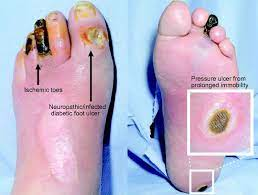 Ischemic toes
Neuropathic/infected
diabetic foot ulcer
Pressure ulcer from
prolonged immobility